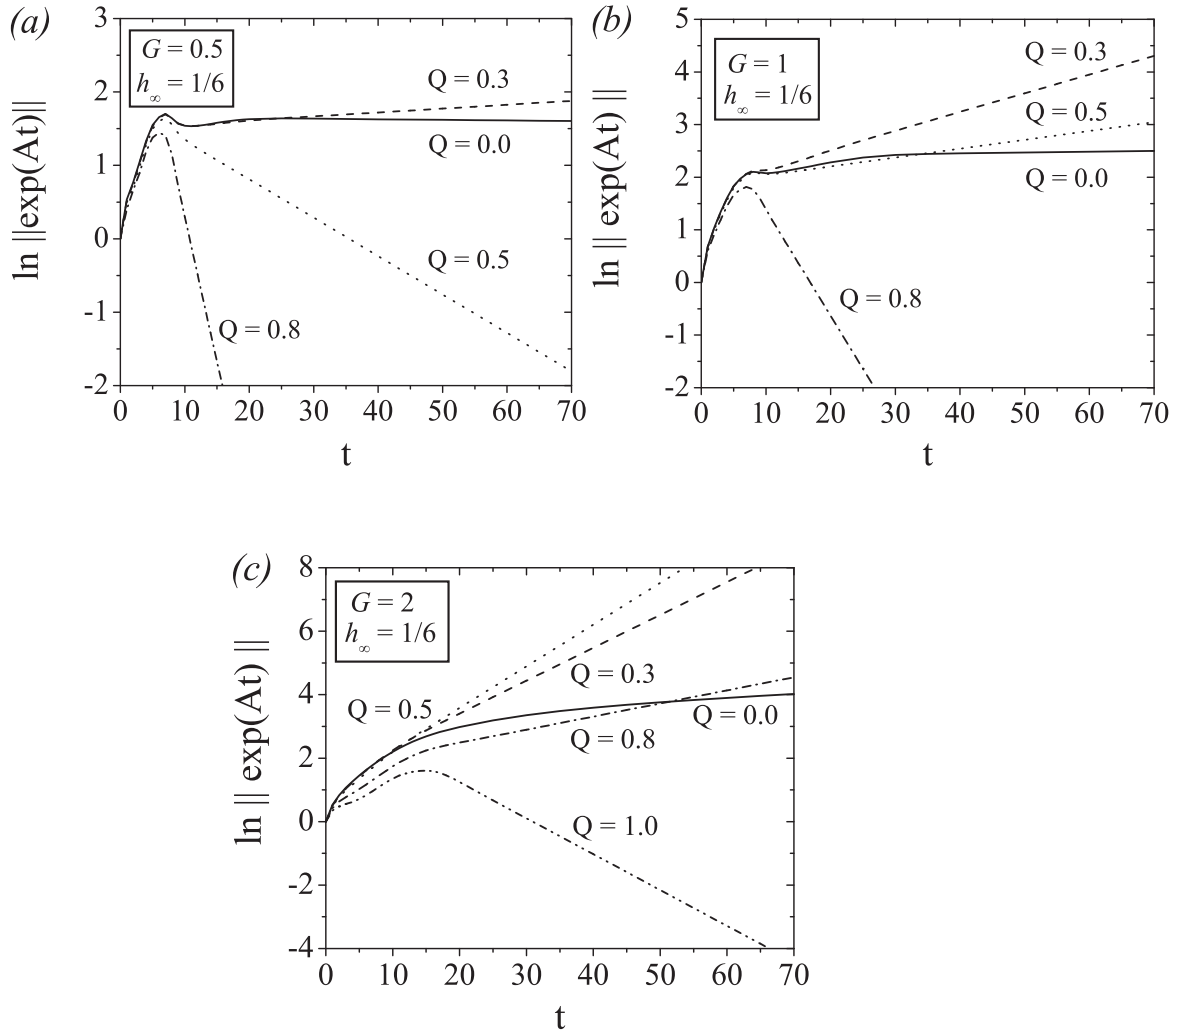 (a)
G = 0.5
h∞ = 1/6
Q = 0.3
Q = 0.0
Q = 0.5
Q = 0.8
ln ||exp(At)||
3
2
1
0
-1
-2
0 10 20 30 40 50 60 70
t
(b)
G = 1
h∞ = 1/6
Q = 0.3
Q = 0.5
Q = 0.0
Q = 0.8
ln || exp(At) ||
5
4
3
2
1
0
-1
-2
0 10 20 30 40 50 60 70
t
(c)
G = 2
h∞ = 1/6
Q = 0.3
Q = 0.5
Q = 0.0
Q = 0.8
Q = 1.0
ln || exp(At) ||
8
6
4
2
0
-2
-4
0 10 20 30 40 50 60 70
t